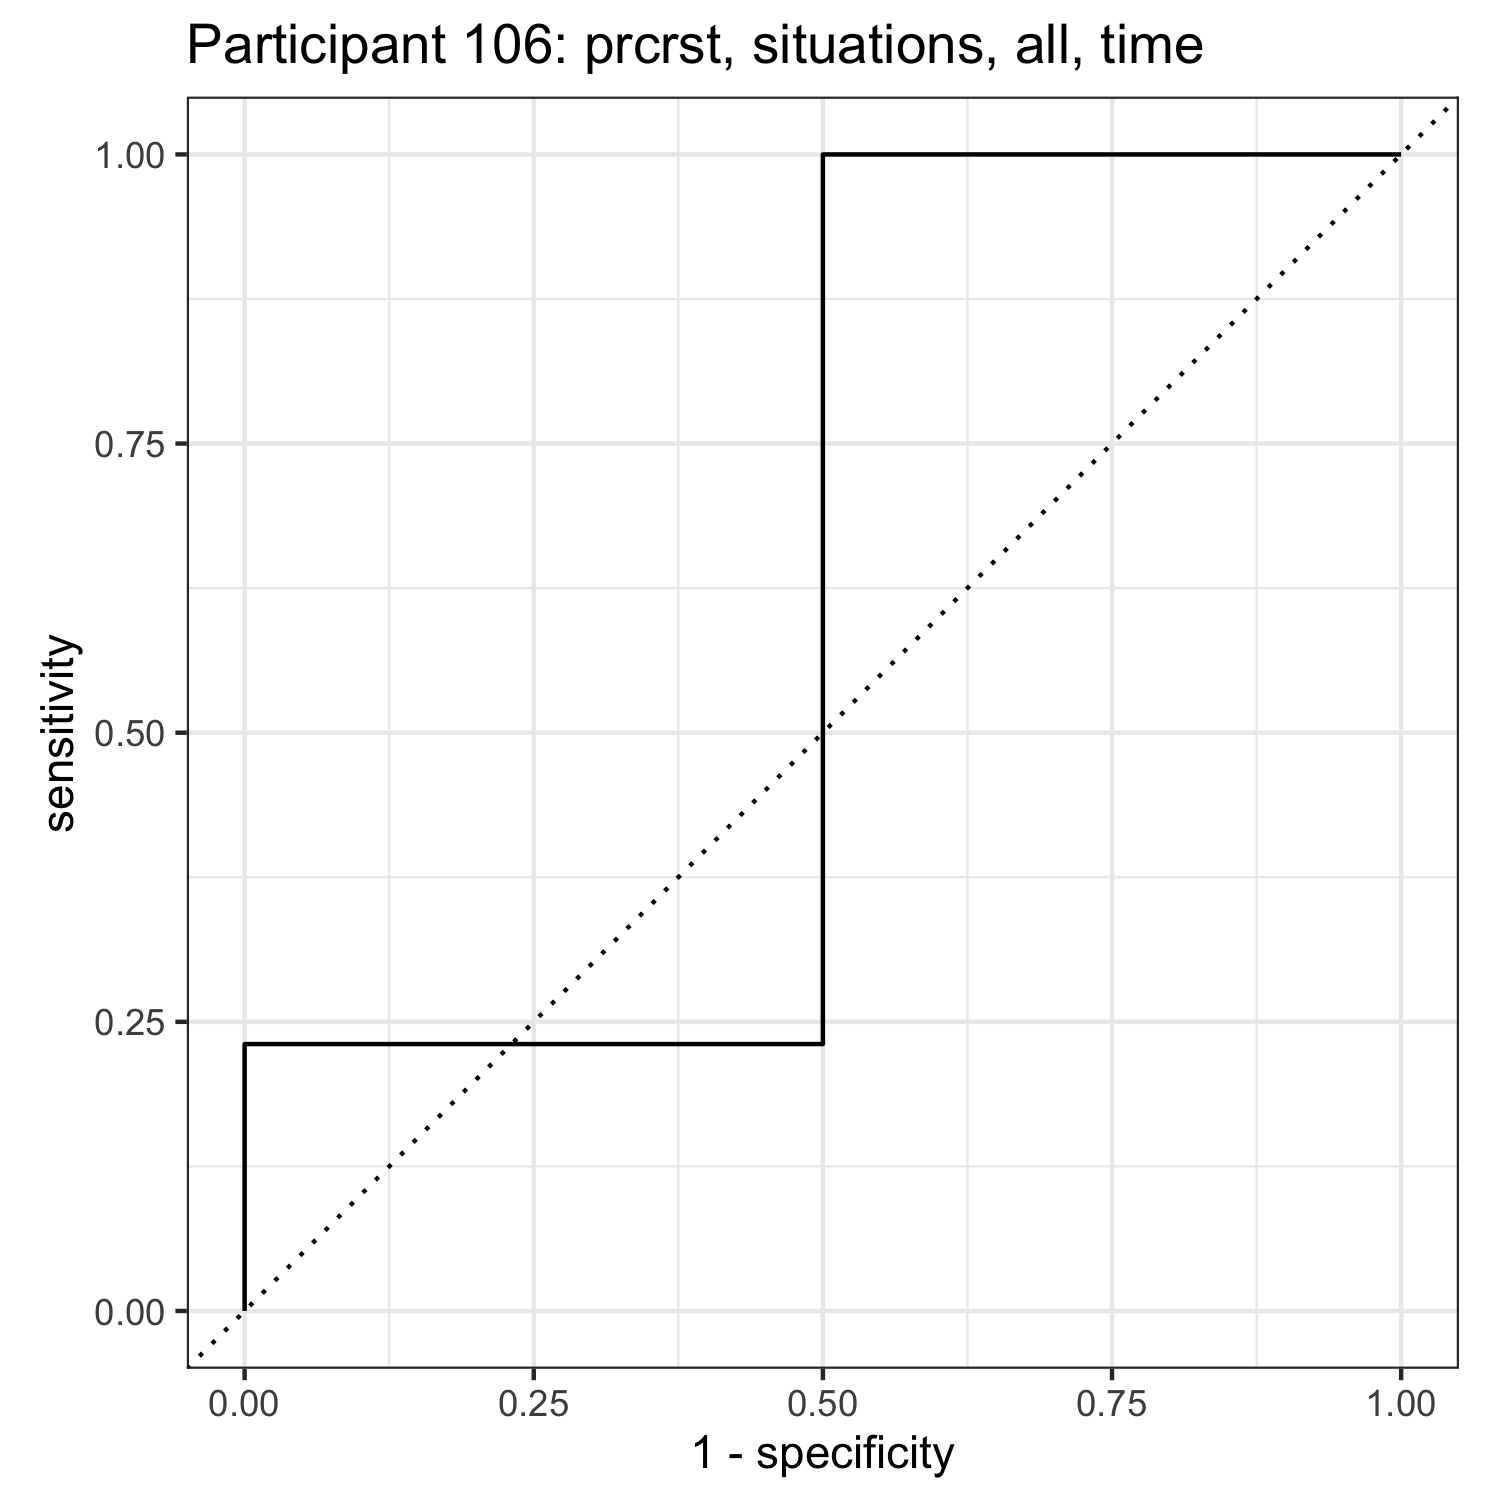 Participant 106: prcrst, situations, all, time
1.00
0.75
0.50
0.25
0.00
sensitivity
0.00 0.25 0.50 0.75 1.00
1 - specificity